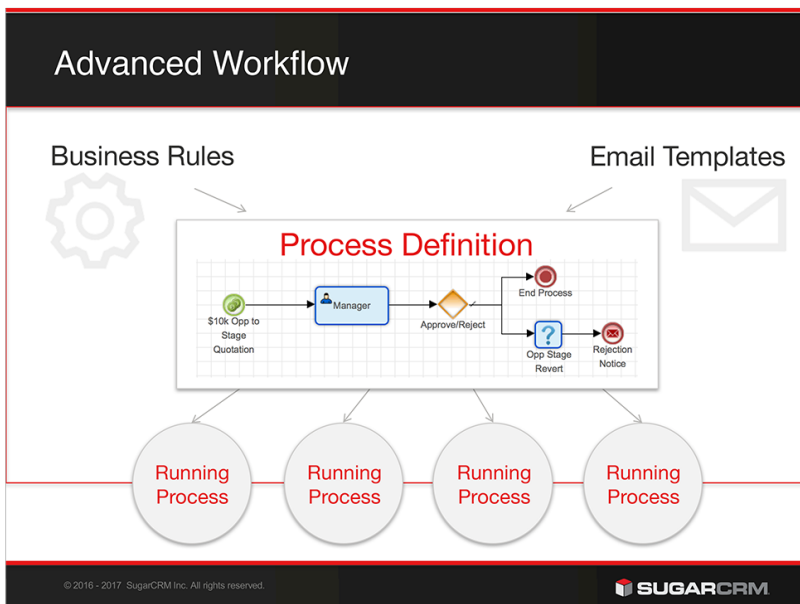 Advanced Workflow
Business Rules
Email Templates
Process Definition
$10k Opp to
Stage
Quotation
Manager
Approve/Reject
End Process
Opp Stage
Revert
Rejection
Notice
Running
Process
Running
Process
Running
Process
Running
Process
© 2016 - 2017 SugarCRM Inc. All rights reserved.
SUGARCRM